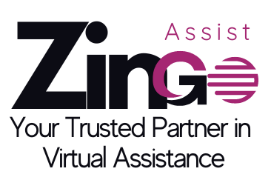 Assist
ZinGo
Your Trusted Partner in
Virtual Assistance